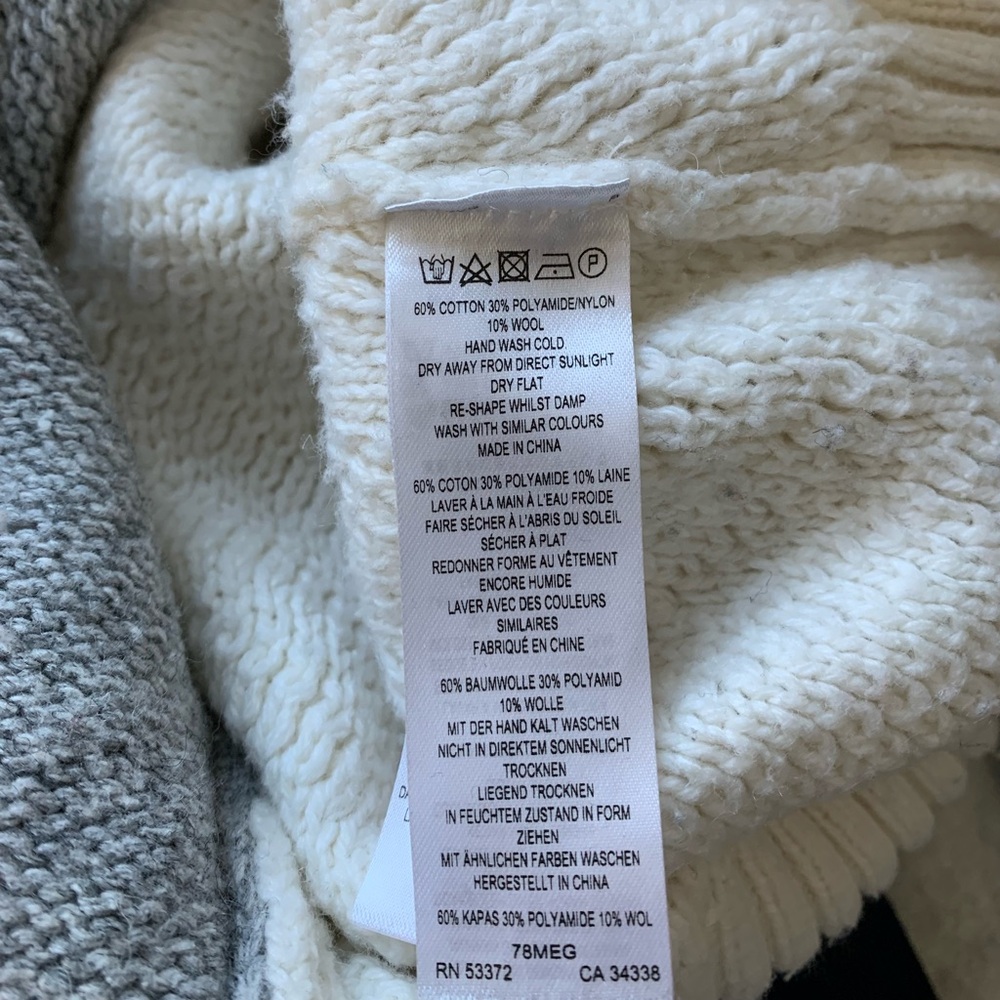 P
60% COTTON 30% POLYAMIDE/NYLON
10% WOOL
HAND WASH COLD
DRY AWAY FROM DIRECT SUNLIGHT
DRY FLAT
RE-SHAPE WHILST DAMP
WASH WITH SIMILAR COLOURS
MADE IN CHINA
60% COTON 30% POLYAMIDE 10% LAINE
LAVER À LA MAIN À L'EAU FROIDE
FAIRE SÉCHER À L'ABRIS DU SOLEIL
SÉCHER À PLAT
REDONNER FORME AU VÊTEMENT
ENCORE HUMIDE
LAVER AVEC DES COULEURS
SIMILAIRES
FABRIQUÉ EN CHINE
60% BAUMWOLLE 30% POLYAMID
10% WOLLE
MIT DER HAND KALT WASCHEN
NICHT IN DIREKTEM SONNENLICHT
TROCKNEN
LIEGEND TROCKNEN
IN FEUCHTEM ZUSTAND IN FORM
ZIEHEN
MIT ÄHNLICHEN FARBEN WASCHEN
HERGESTELLT IN CHINA
60% KAPAS 30% POLYAMIDE 10% WOL
78MEG
RN 53372 CA 34338